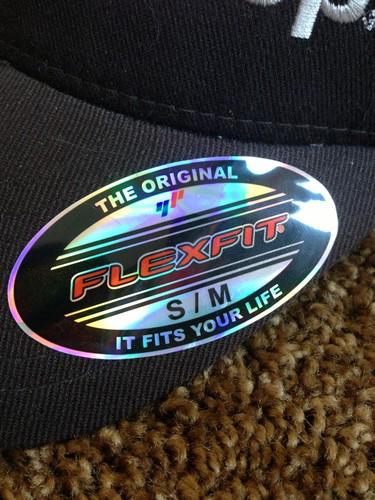 THE ORIGINAL
FLEXFIT
S / M
IT FITS YOUR LIFE